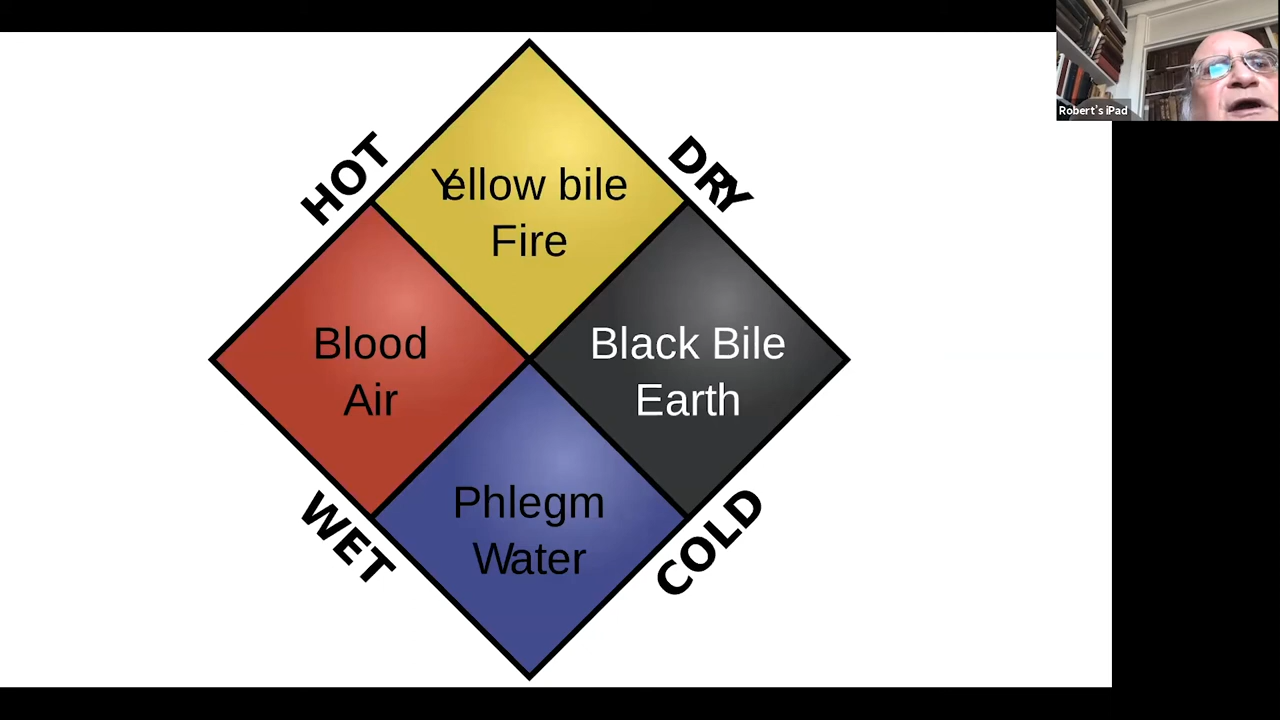 Robert's iPad
HOT
DRY
Yellow bile
Fire
Blood
Air
Black Bile
Earth
Phlegm
Water
WET
COLD